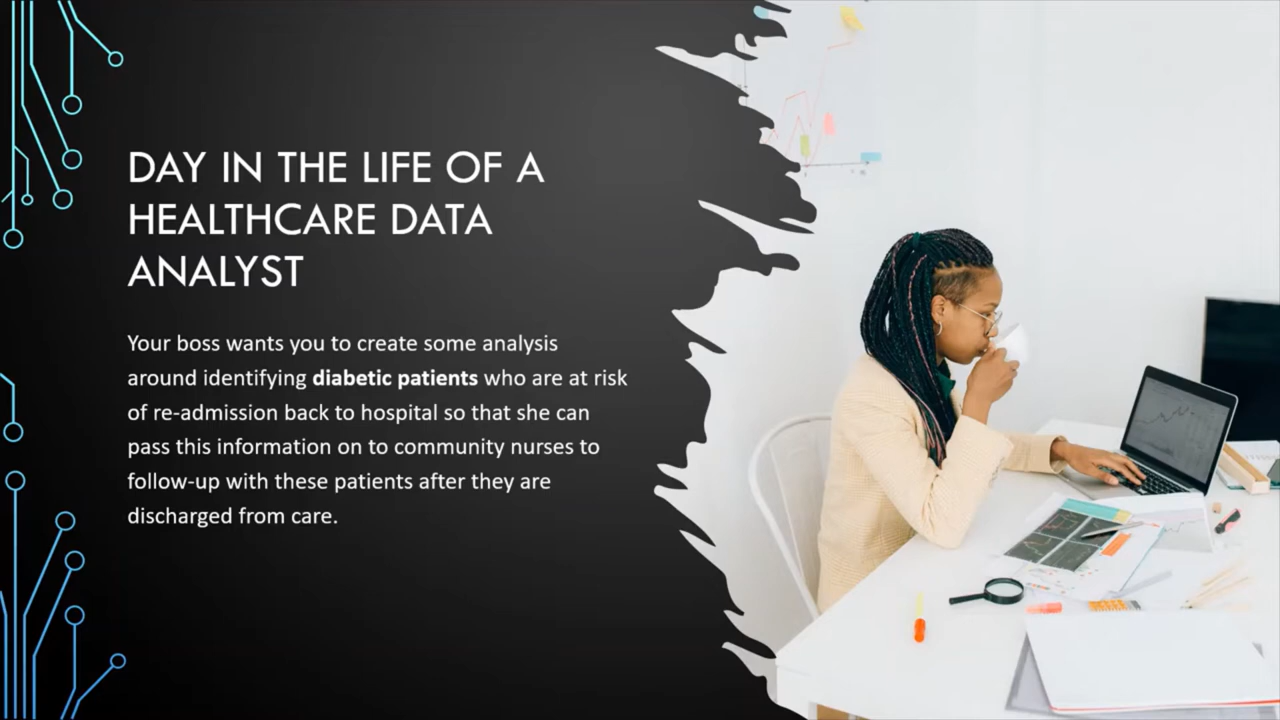 DAY IN THE LIFE OF A
HEALTHCARE DATA
ANALYST
Your boss wants you to create some analysis
around identifying diabetic patients who are at risk
of re-admission back to hospital so that she can
pass this information on to community nurses to
follow-up with these patients after they are
discharged from care.